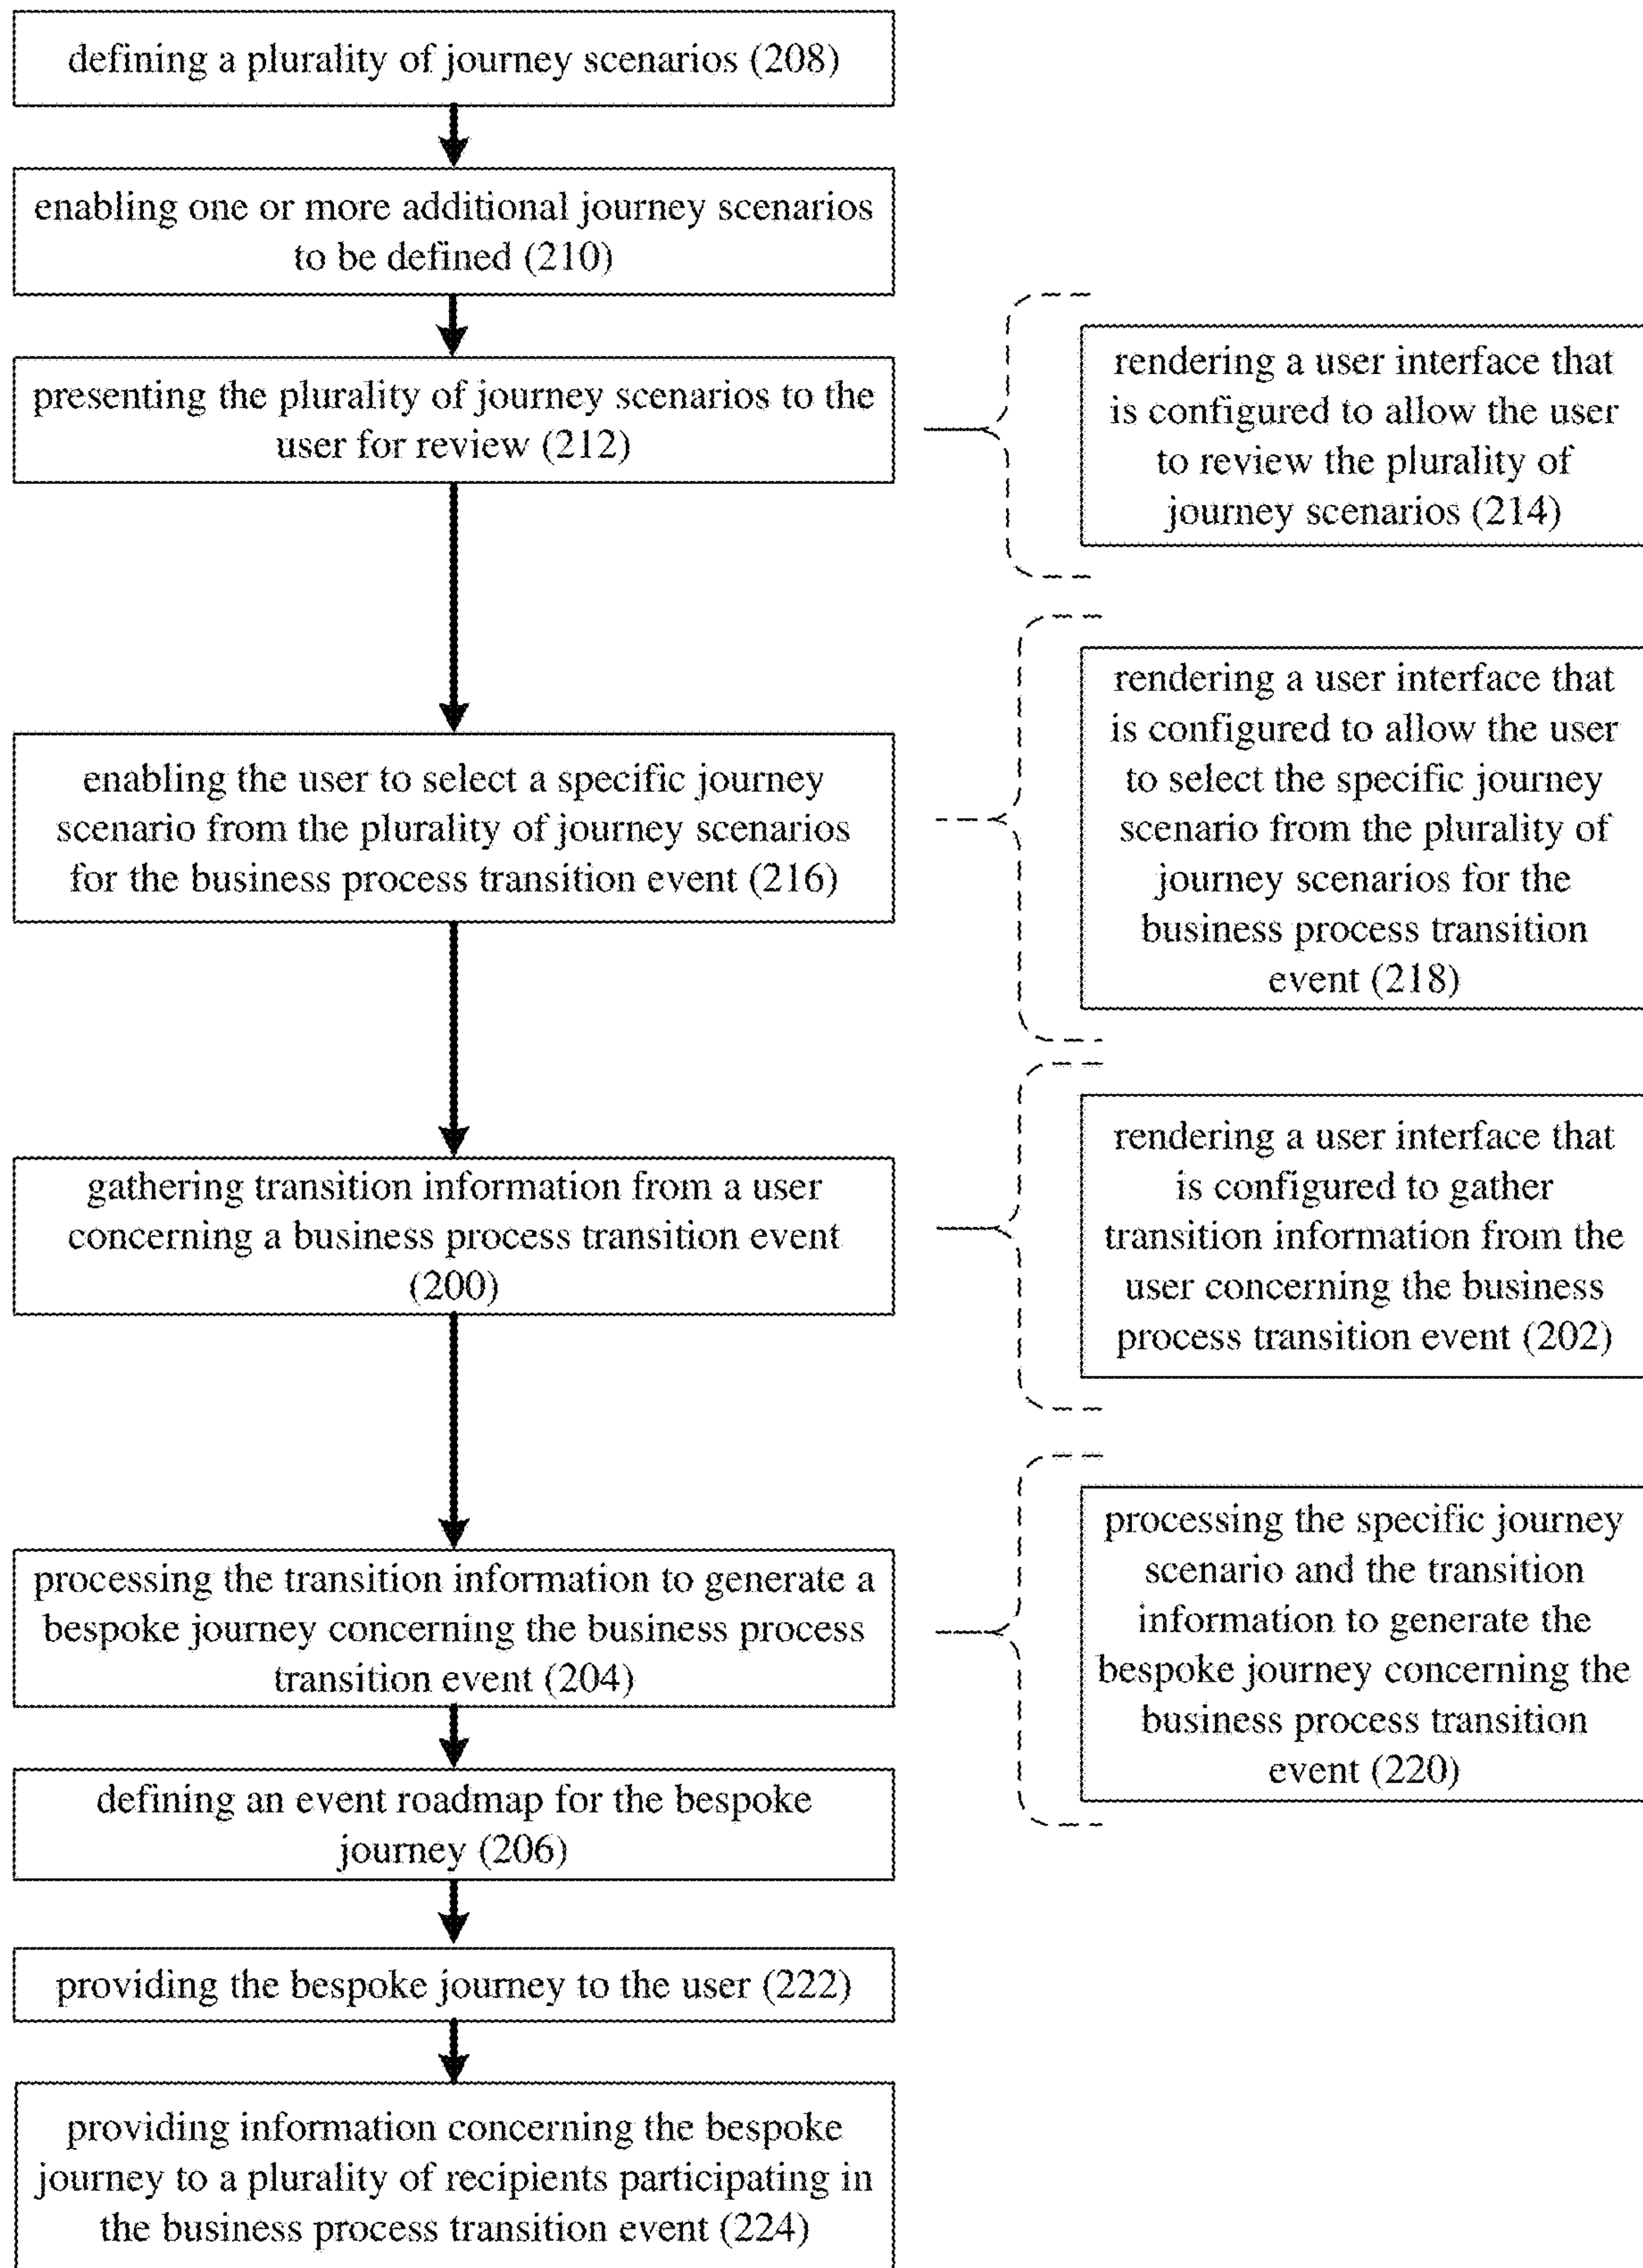 defining a plurality of journey scenarios (208)
enabling one or more additional journey scenarios
to be defined (210)
presenting the plurality of journey scenarios to the
user for review (212)
rendering a user interface that
is configured to allow the user
to review the plurality of
journey scenarios (214)
enabling the user to select a specific journey
scenario from the plurality of journey scenarios
for the business process transition event (216)
rendering a user interface that
is configured to allow the user
to select the specific journey
scenario from the plurality of
journey scenarios for the
business process transition
event (218)
gathering transition information from a user
concerning a business process transition event
(200)
rendering a user interface that
is configured to gather
transition information from the
user concerning the business
process transition event (202)
processing the transition information to generate a
bespoke journey concerning the business process
transition event (204)
processing the specific journey
scenario and the transition
information to generate the
bespoke journey concerning the
business process transition
event (220)
defining an event roadmap for the bespoke
journey (206)
providing the bespoke journey to the user (222)
providing information concerning the bespoke
journey to a plurality of recipients participating in
the business process transition event (224)